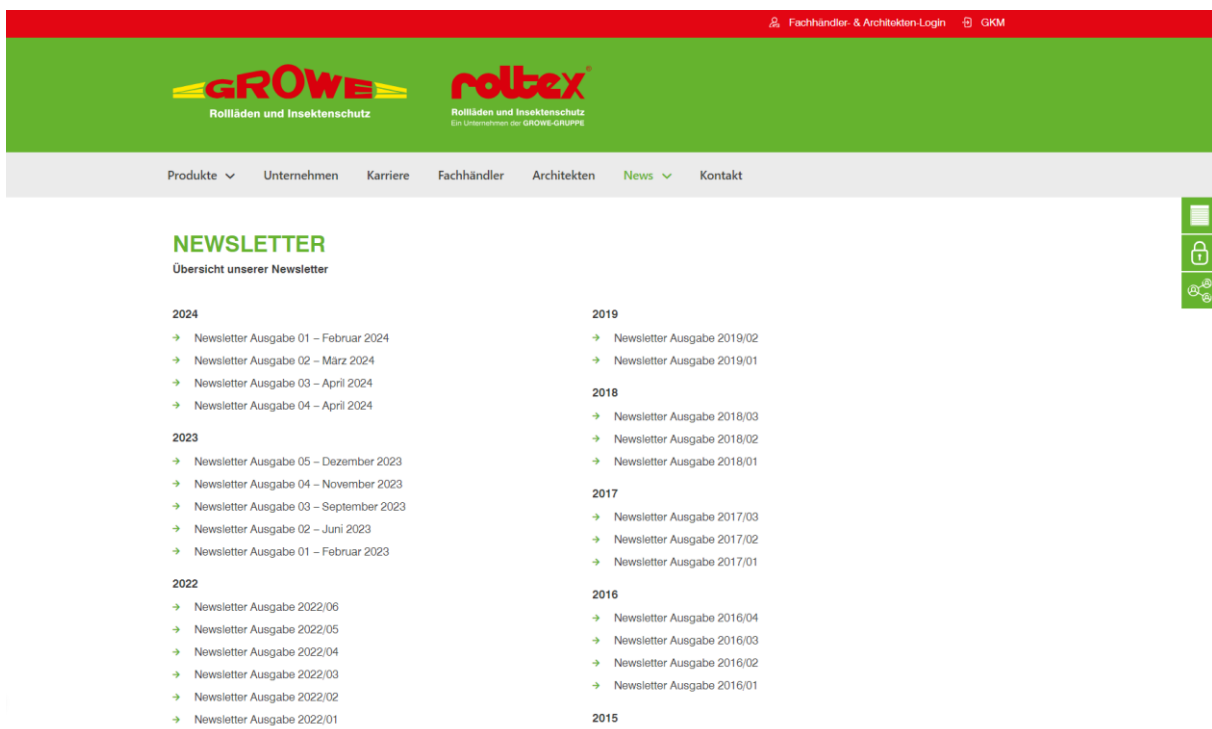 Fachhändler- & Architekten-Login GKM
GROWE
Rollläden und Insektenschutz
roltex®
Rollläden und Insektenschutz
Ein Unternehmen der GROWE-GRUPPE
Produkte Unternehmen Karriere Fachhändler Architekten News Kontakt
NEWSLETTER
Übersicht unserer Newsletter
2024
Newsletter Ausgabe 01 – Februar 2024
Newsletter Ausgabe 02 – März 2024
Newsletter Ausgabe 03 – April 2024
Newsletter Ausgabe 04 – April 2024
2023
Newsletter Ausgabe 05 – Dezember 2023
Newsletter Ausgabe 04 – November 2023
Newsletter Ausgabe 03 – September 2023
Newsletter Ausgabe 02 – Juni 2023
Newsletter Ausgabe 01 – Februar 2023
2022
Newsletter Ausgabe 2022/06
Newsletter Ausgabe 2022/05
Newsletter Ausgabe 2022/04
Newsletter Ausgabe 2022/03
Newsletter Ausgabe 2022/02
Newsletter Ausgabe 2022/01
2019
Newsletter Ausgabe 2019/02
Newsletter Ausgabe 2019/01
2018
Newsletter Ausgabe 2018/03
Newsletter Ausgabe 2018/02
Newsletter Ausgabe 2018/01
2017
Newsletter Ausgabe 2017/03
Newsletter Ausgabe 2017/02
Newsletter Ausgabe 2017/01
2016
Newsletter Ausgabe 2016/04
Newsletter Ausgabe 2016/03
Newsletter Ausgabe 2016/02
Newsletter Ausgabe 2016/01
2015